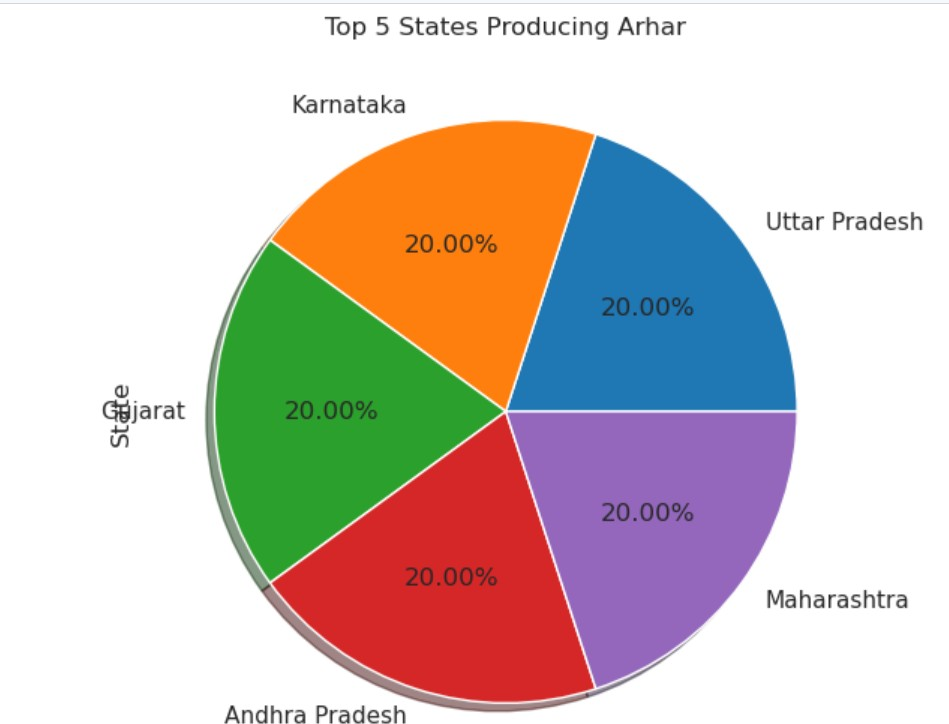 Top 5 States Producing Arhar
Karnataka
Uttar Pradesh
20.00%
20.00%
State
Gujarat
20.00%
20.00%
20.00%
Maharashtra
Andhra Pradesh